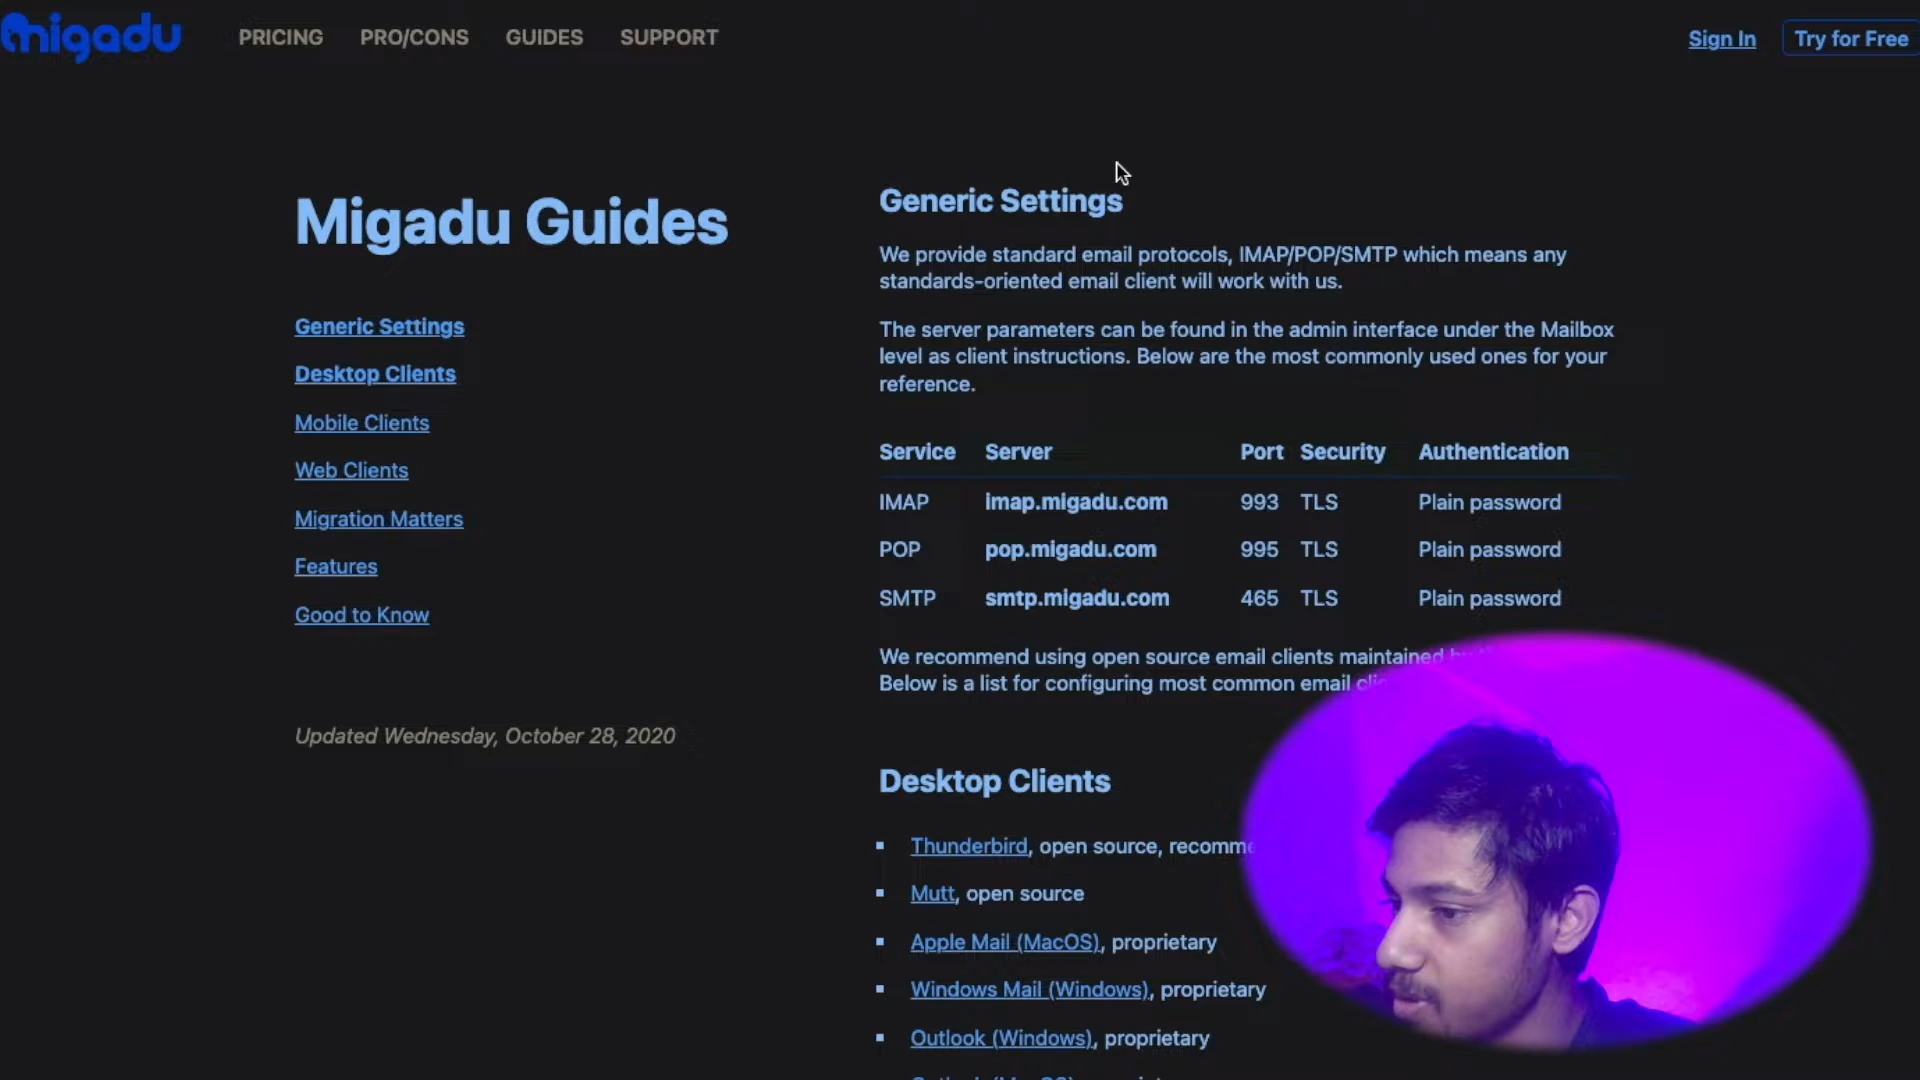 migadu
PRICING
PRO/CONS
GUIDES
SUPPORT
Sign In
Try for Free
Migadu Guides
Generic Settings
Desktop Clients
Mobile Clients
Web Clients
Migration Matters
Features
Good to Know
Updated Wednesday, October 28, 2020
Generic Settings
We provide standard email protocols, IMAP/POP/SMTP which means any
standards-oriented email client will work with us.
The server parameters can be found in the admin interface under the Mailbox
level as client instructions. Below are the most commonly used ones for your
reference.
Service Server Port Security Authentication
IMAP imap.migadu.com 993 TLS Plain password
POP pop.migadu.com 995 TLS Plain password
SMTP smtp.migadu.com 465 TLS Plain password
We recommend using open source email clients maintained
Below is a list for configuring most common email
Desktop Clients
Thunderbird, open source,
Mutt, open source
Apple Mail (MacOS), proprietary
Windows Mail (Windows), proprietary
Outlook (Windows), proprietary